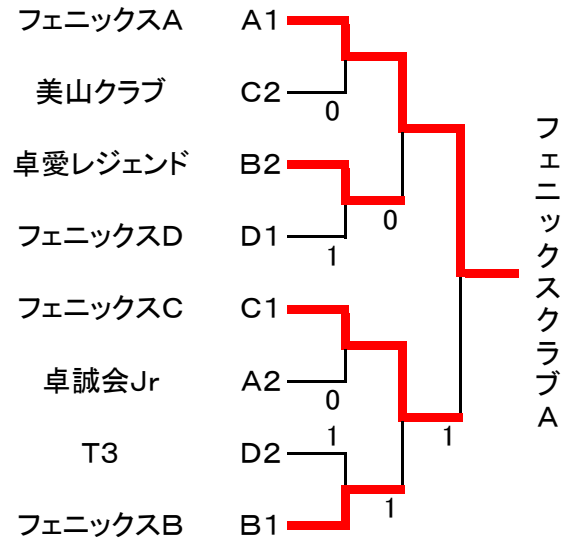 フェニックスA A1
美山クラブ C2
0
卓愛レジェンド B2
0
フェニックスD D1
1
フェニックスC C1
卓誠会Jr A2
0
1
1
T3 D2
1
フェニックスB B1
フェニックスクラブA